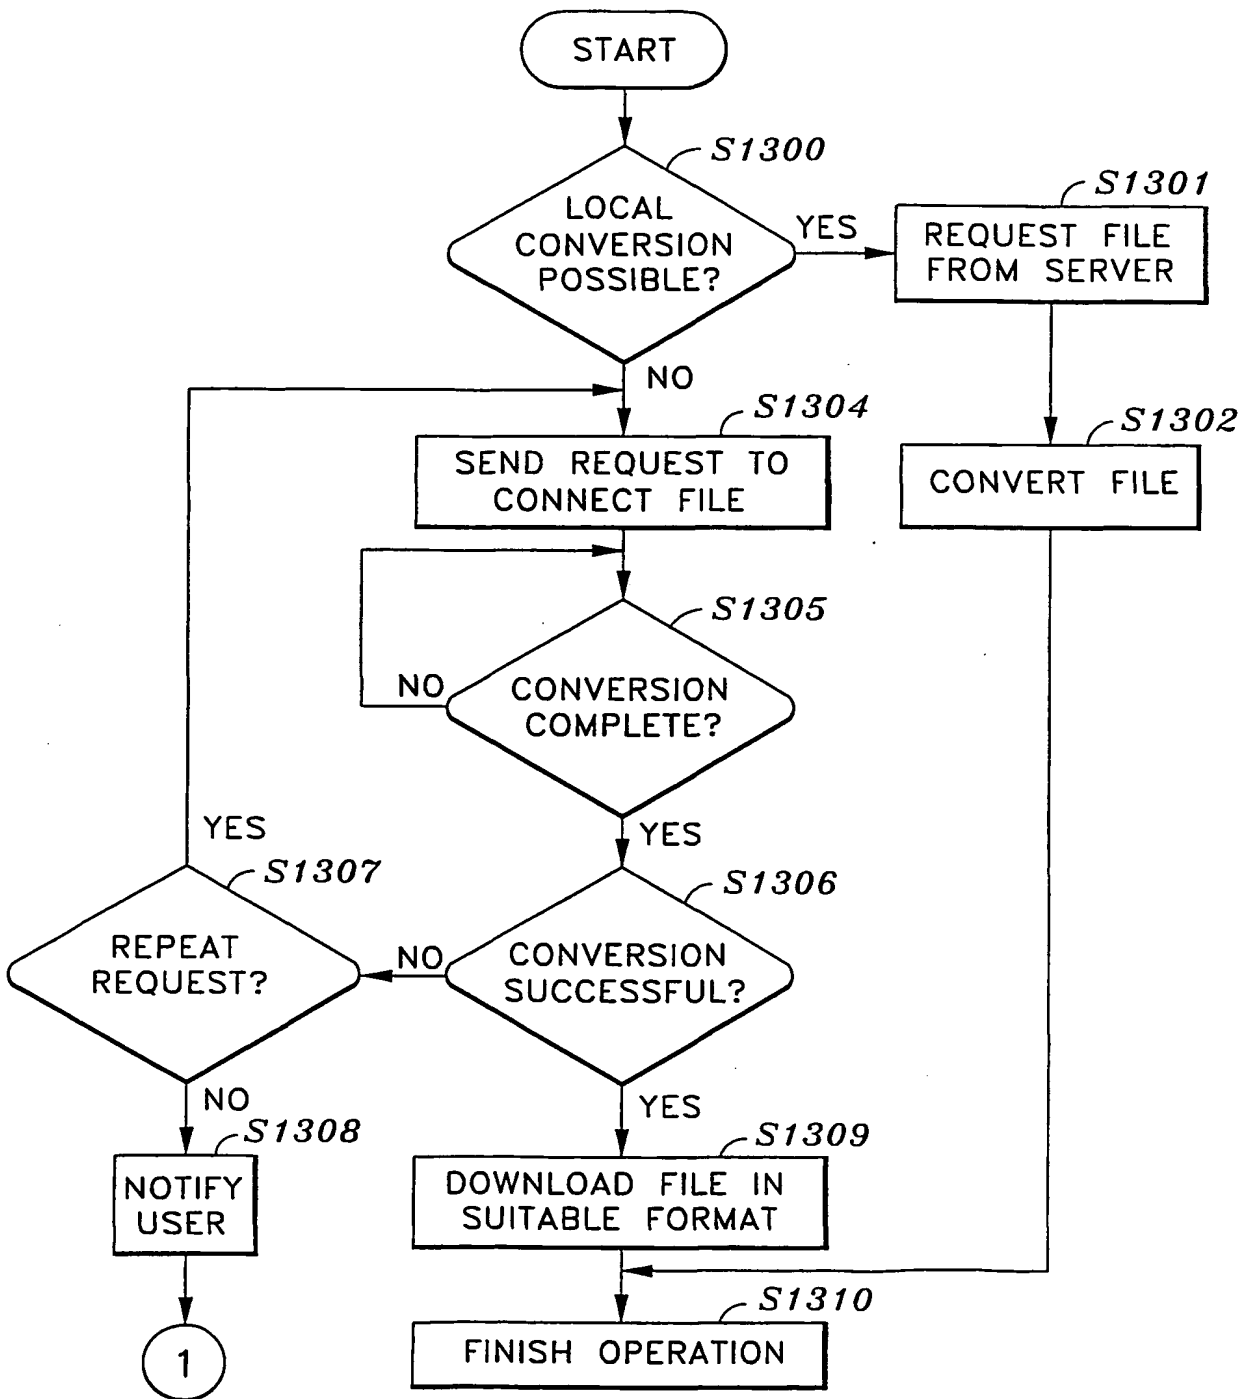 START
S1300
LOCAL
CONVERSION
POSSIBLE?
YES
S1301
REQUEST FILE
FROM SERVER
NO
S1304
SEND REQUEST TO
CONNECT FILE
S1302
CONVERT FILE
S1305
NO
CONVERSION
COMPLETE?
YES
YES
S1307
REPEAT
REQUEST?
S1306
NO
CONVERSION
SUCCESSFUL?
NO
S1308
NOTIFY
USER
YES
S1309
DOWNLOAD FILE IN
SUITABLE FORMAT
S1310
FINISH OPERATION
1